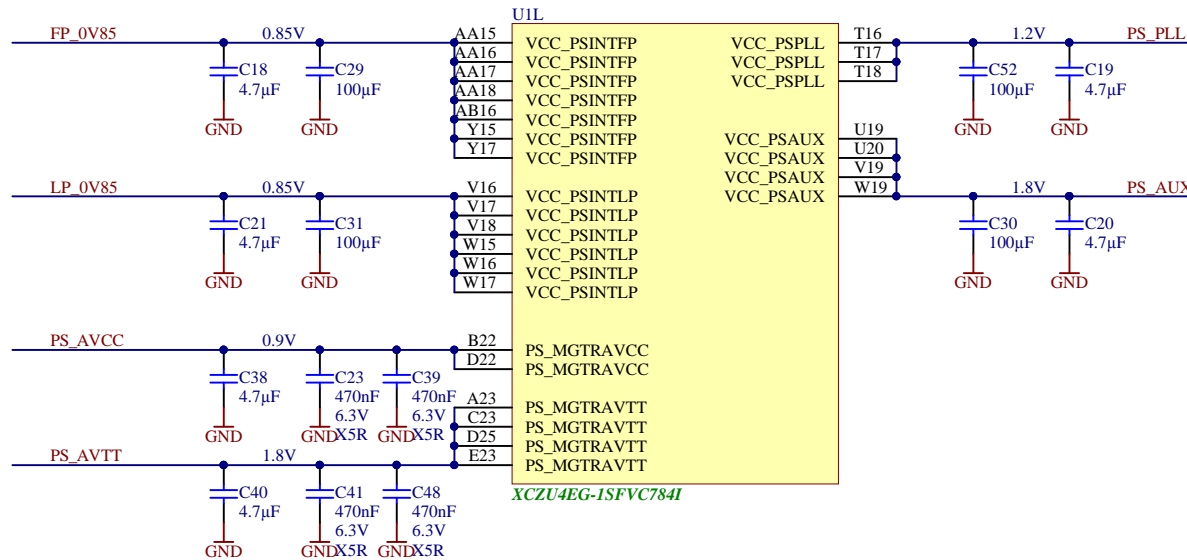 U1L
FP_0V85 0.85V AA15 VCC_PSINTFP VCC_PSPLL T16 1.2V PS_PLL
AA16 VCC_PSINTFP VCC_PSPLL T17
AA17 VCC_PSINTFP VCC_PSPLL T18
C18 C29 C52 C19
4.7µF 100µF 100µF 4.7µF
AA18 VCC_PSINTFP
AB16 VCC_PSINTFP
GND GND GND GND
Y15 VCC_PSINTFP VCC_PSAUX U19
Y17 VCC_PSINTFP VCC_PSAUX U20
VCC_PSAUX V19
LP_0V85 0.85V V16 VCC_PSINTLP VCC_PSAUX W19 1.8V PS_AUX
V17 VCC_PSINTLP
C21 C31 C30 C20
4.7µF 100µF 100µF 4.7µF
V18 VCC_PSINTLP
W15 VCC_PSINTLP
W16 VCC_PSINTLP
GND GND GND GND
W17 VCC_PSINTLP
PS_AVCC 0.9V B22 PS_MGTRAVCC
D22 PS_MGTRAVCC
C38 C23 C39
4.7µF 470nF 470nF
6.3V 6.3V
GND GND X5R GND X5R
A23 PS_MGTRAVTT
C23 PS_MGTRAVTT
D25 PS_MGTRAVTT
PS_AVTT 1.8V E23 PS_MGTRAVTT
C40 C41 C48
4.7µF 470nF 470nF
6.3V 6.3V
GND GND X5R GND X5R
XCZU4EG-1SFVC784I